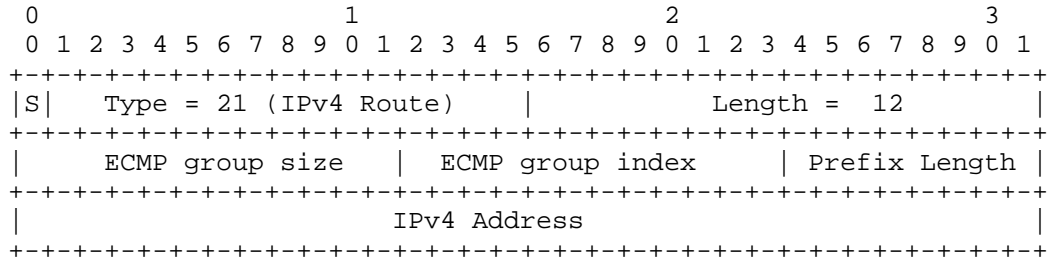 0                   1                   2                   3
 0 1 2 3 4 5 6 7 8 9 0 1 2 3 4 5 6 7 8 9 0 1 2 3 4 5 6 7 8 9 0 1
+-+-+-+-+-+-+-+-+-+-+-+-+-+-+-+-+-+-+-+-+-+-+-+-+-+-+-+-+-+-+-+-+
|S|   Type = 21 (IPv4 Route)    |           Length =  12        |
+-+-+-+-+-+-+-+-+-+-+-+-+-+-+-+-+-+-+-+-+-+-+-+-+-+-+-+-+-+-+-+-+
|     ECMP group size   |  ECMP group index     | Prefix Length |
+-+-+-+-+-+-+-+-+-+-+-+-+-+-+-+-+-+-+-+-+-+-+-+-+-+-+-+-+-+-+-+-+
|                       IPv4 Address                            |
+-+-+-+-+-+-+-+-+-+-+-+-+-+-+-+-+-+-+-+-+-+-+-+-+-+-+-+-+-+-+-+-+